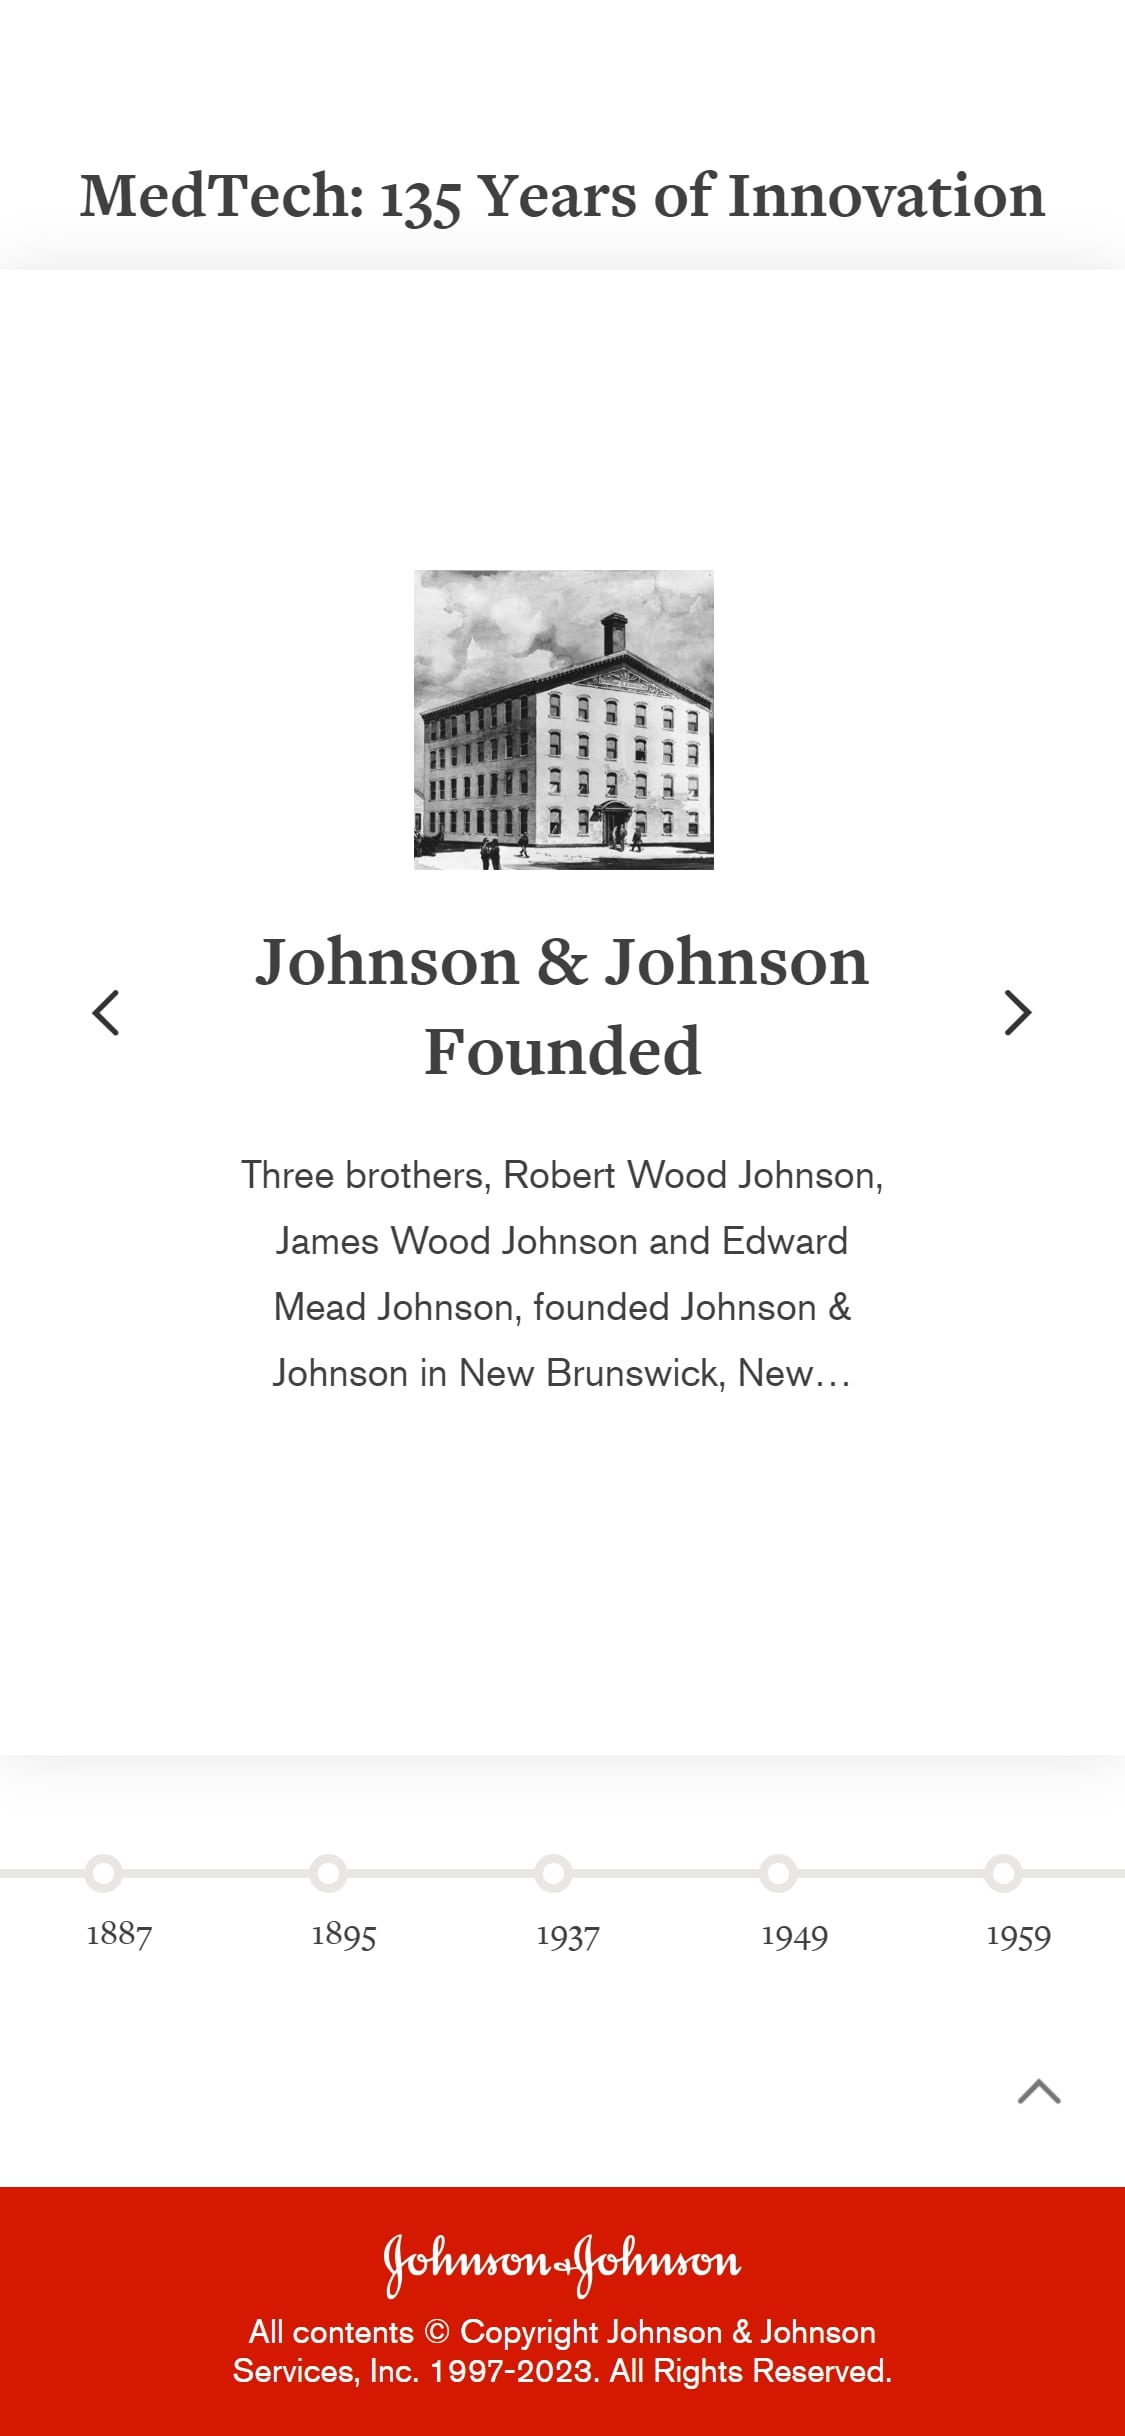 MedTech: 135 Years of Innovation
Johnson & Johnson
Founded
Three brothers, Robert Wood Johnson,
James Wood Johnson and Edward
Mead Johnson, founded Johnson &
Johnson in New Brunswick, New...
1887
1895
1937
1949
1959
Johnson & Johnson
All contents © Copyright Johnson & Johnson
Services, Inc. 1997-2023. All Rights Reserved.